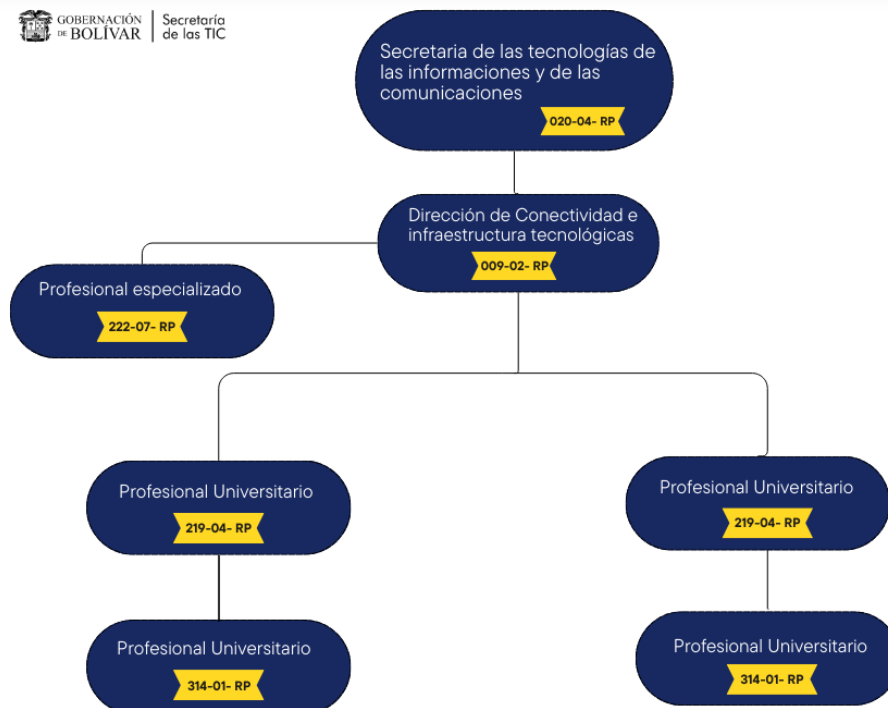 GOBERNACIÓN
DE BOLÍVAR
Secretaría
de las TIC
Secretaria de las tecnologías de
las informaciones y de las
comunicaciones
020-04- RP
Dirección de Conectividad e
infraestructura tecnológicas
009-02- RP
Profesional especializado
222-07- RP
Profesional Universitario
219-04- RP
Profesional Universitario
219-04- RP
Profesional Universitario
314-01- RP
Profesional Universitario
314-01- RP